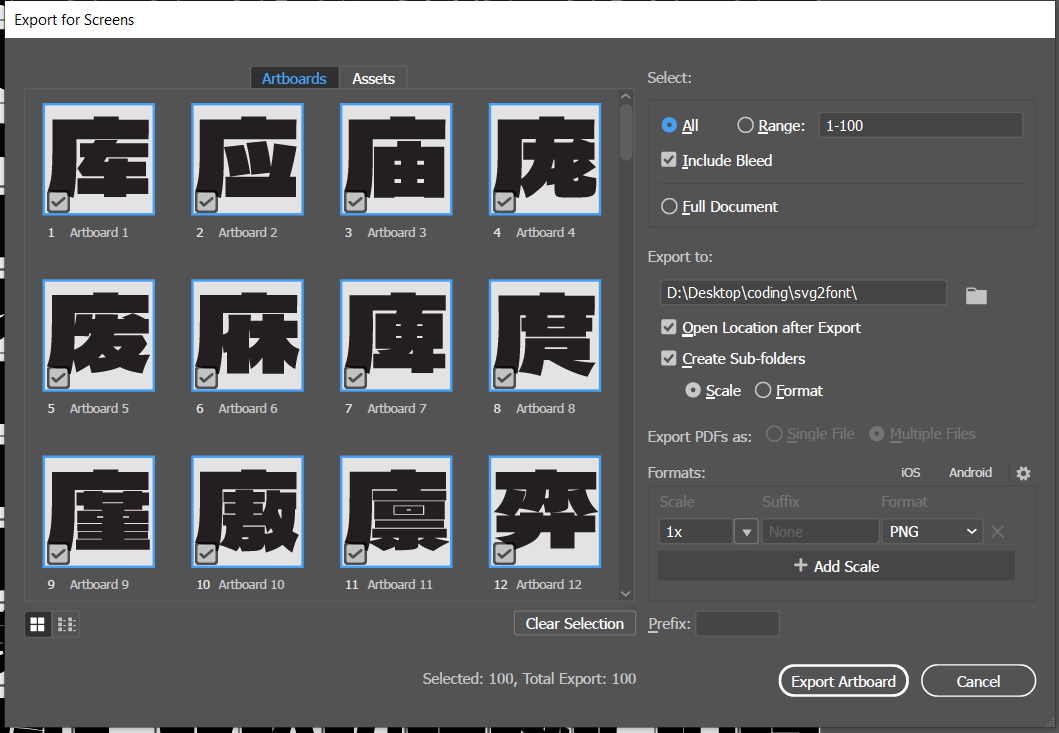 Export for Screens
Artboards
Assets
库
应
庙
庞
1 Artboard 1
2 Artboard 2
3 Artboard 3
4 Artboard 4
废
庥
5 Artboard 5
6 Artboard 6
7 Artboard 7
8 Artboard 8
廒
廪
弈
9 Artboard 9
10 Artboard 10
11 Artboard 11
12 Artboard 12
Clear Selection
Selected: 100, Total Export: 100
Select:
All
Range:
1-100
Include Bleed
Full Document
Export to:
D:\Desktop\coding\svg2font\
Open Location after Export
Create Sub-folders
Scale
Format
Export PDFs as:
Single File
Multiple Files
Formats:
iOS
Android
Scale
Suffix
Format
1x
None
PNG
+ Add Scale
Prefix:
Export Artboard
Cancel